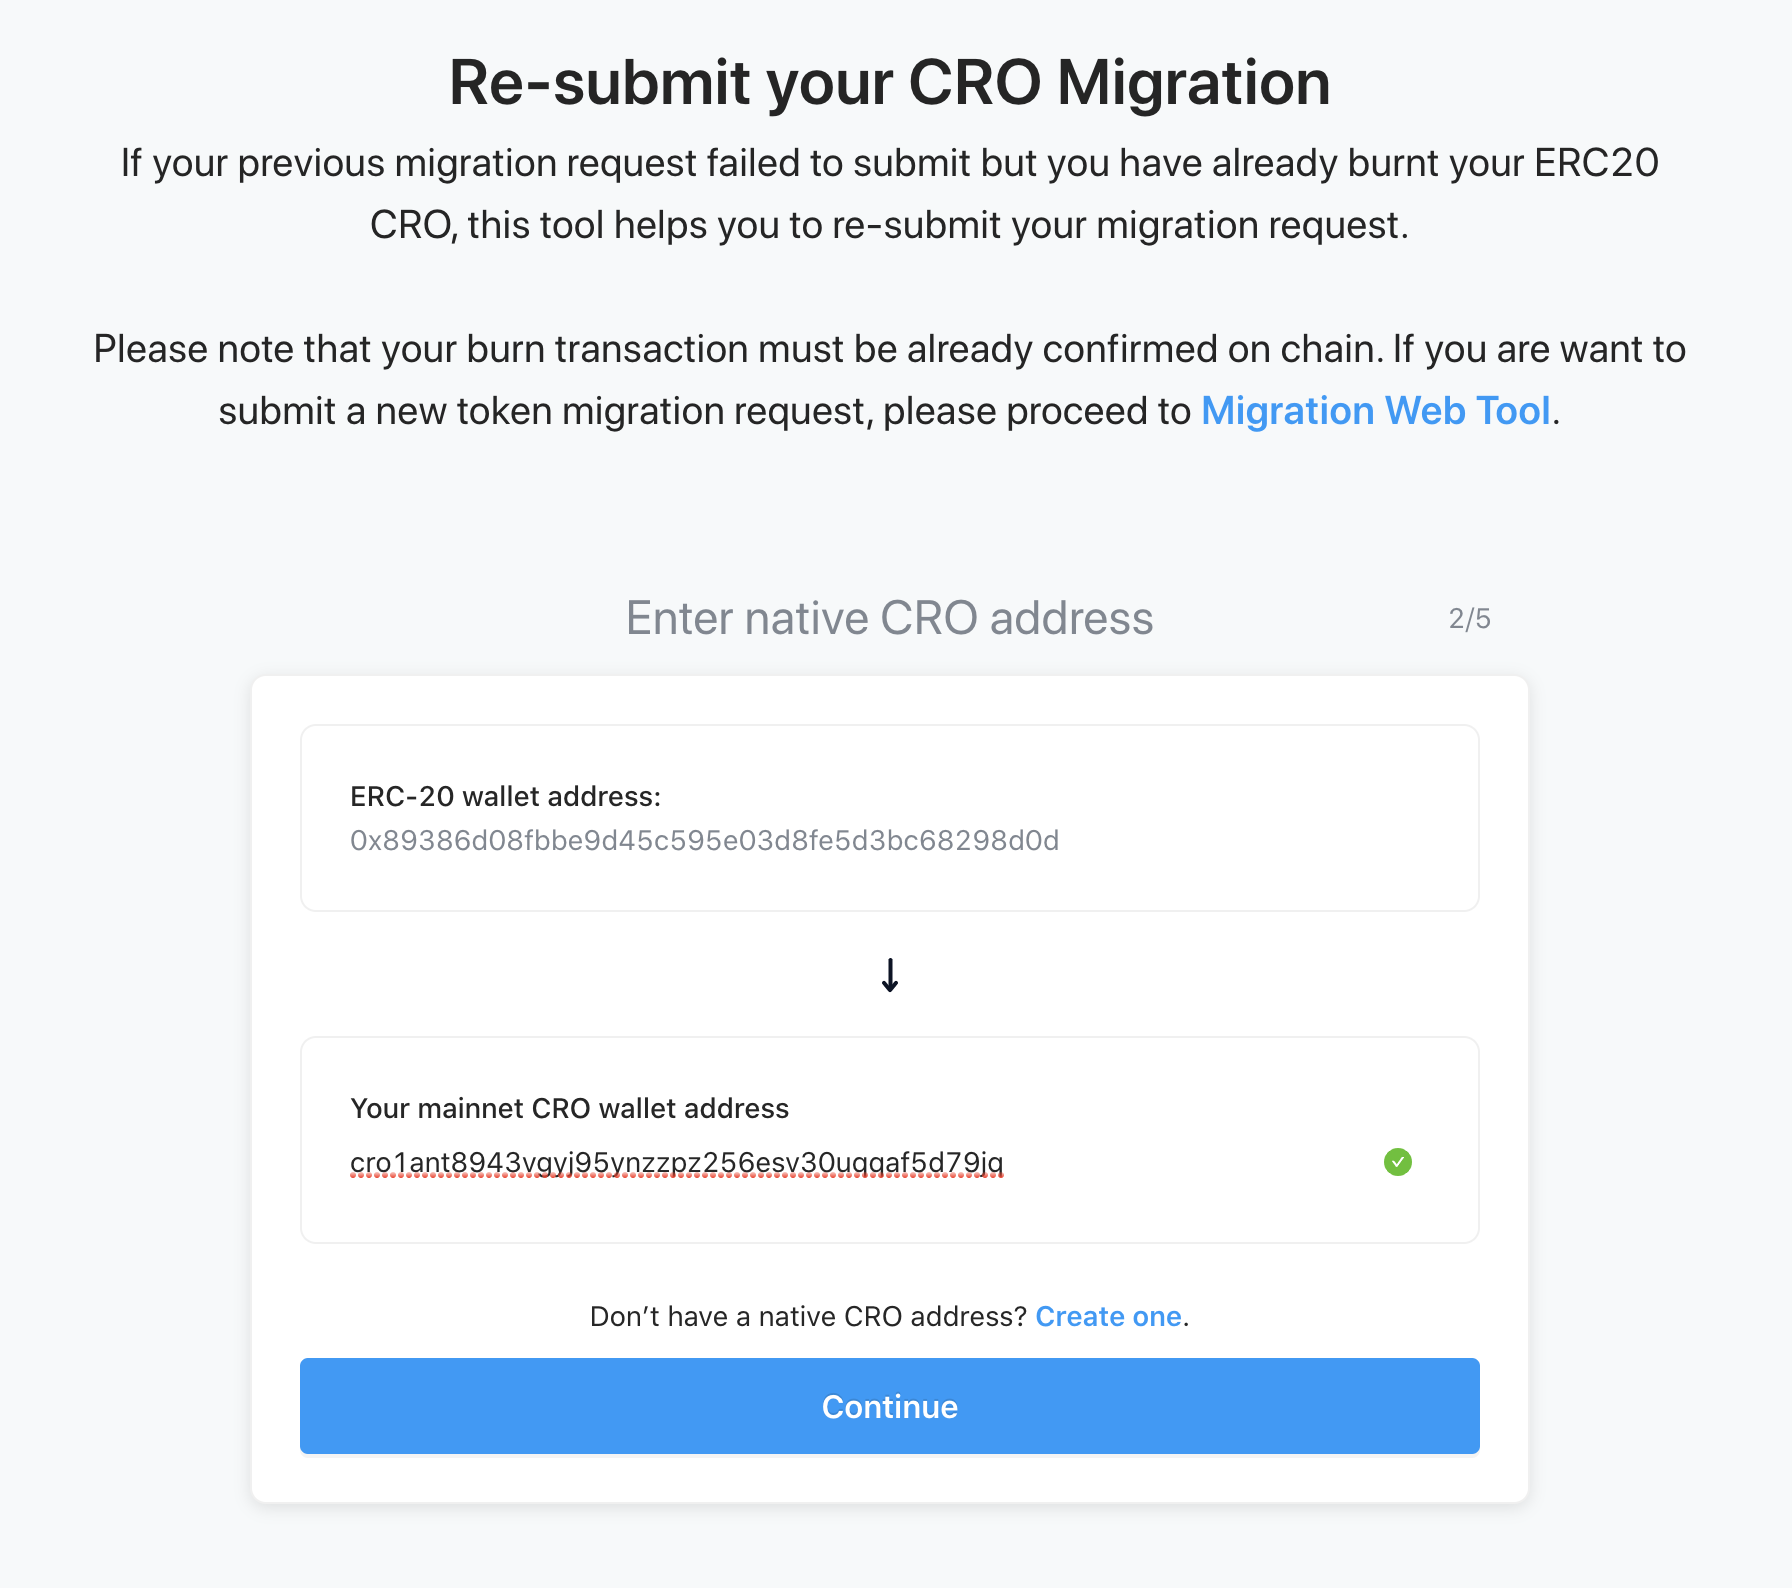 Re-submit your CRO Migration
If your previous migration request failed to submit but you have already burnt your ERC20
CRO, this tool helps you to re-submit your migration request.
Please note that your burn transaction must be already confirmed on chain. If you are want to
submit a new token migration request, please proceed to Migration Web Tool.
Enter native CRO address
2/5
ERC-20 wallet address:
0x89386d08fbbe9d45c595e03d8fe5d3bc68298d0d
↓
Your mainnet CRO wallet address
cro1ant8943vgyj95ynzzpz256esv30uqqaf5d79jq
Don't have a native CRO address? Create one.
Continue